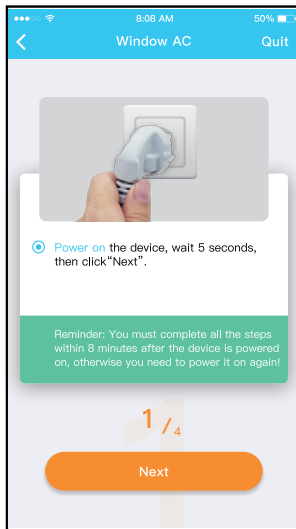 8:08 AM
50%
Window AC
Quit
Power on the device, wait 5 seconds,
then click“Next”.
Reminder: You must complete all the steps
within 8 minutes after the device is powered
on, otherwise you need to power it on again!
1/4
Next